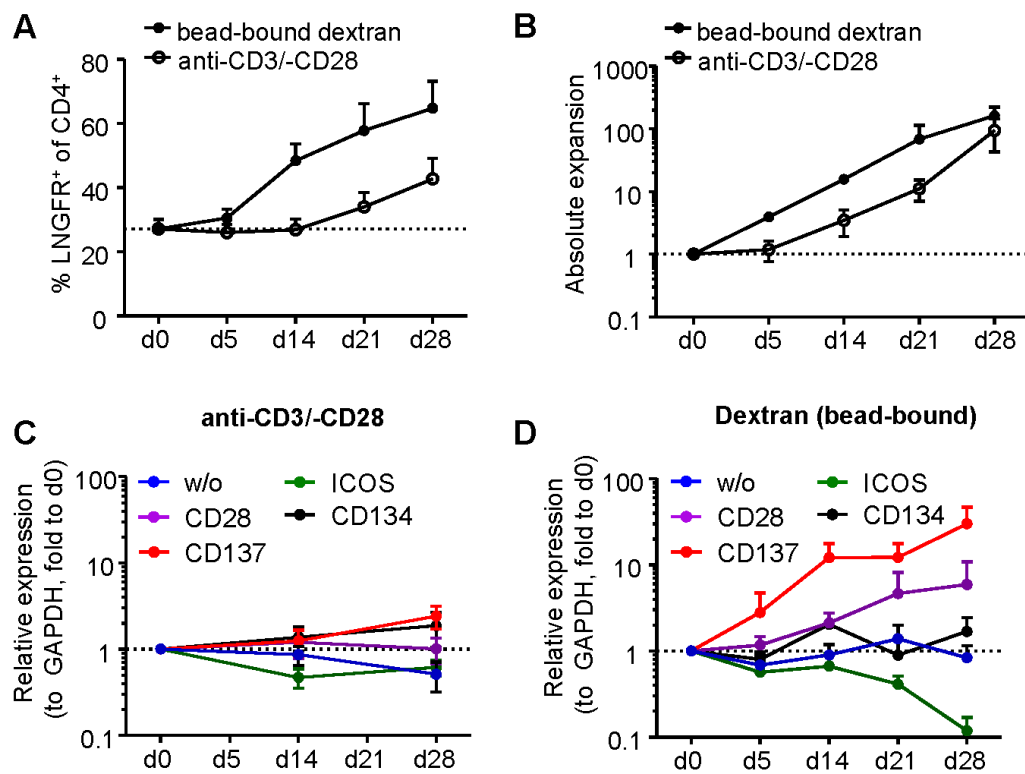 A
bead-bound dextran
anti-CD3/-CD28
% LNGFR⁺ of CD4⁺
80
60
40
20
0
d0 d5 d14 d21 d28
B
bead-bound dextran
anti-CD3/-CD28
Absolute expansion
1000
100
10
1
0.1
d0 d5 d14 d21 d28
C
anti-CD3/-CD28
Relative expression
(to GAPDH, fold to d0)
w/o
CD28
CD137
ICOS
CD134
100
10
1
0.1
d0 d5 d14 d21 d28
D
Dextran (bead-bound)
Relative expression
(to GAPDH, fold to d0)
w/o
CD28
CD137
ICOS
CD134
100
10
1
0.1
d0 d5 d14 d21 d28